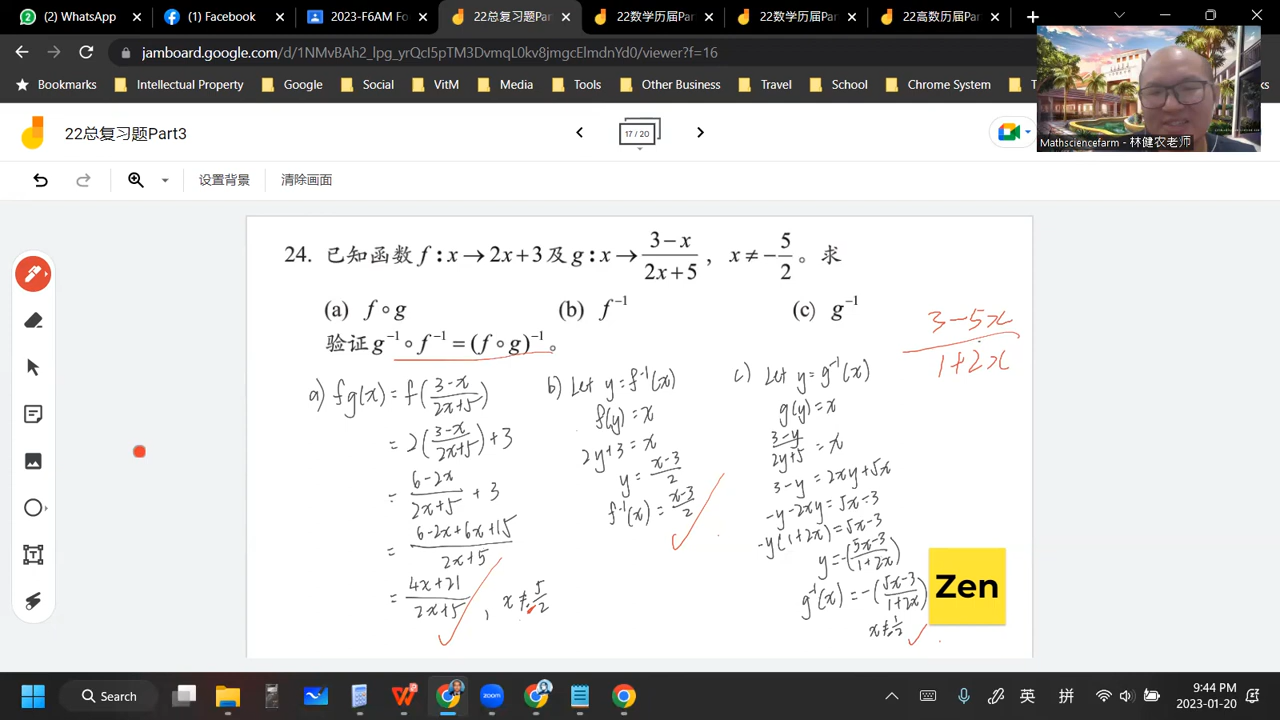 (2) WhatsApp
(1) Facebook
2023-F6AM Fo
22总复习题Part
22数学历届Par
22数学历届Par
22高数历届Part
jamboard.google.com/d/1NMvBAh2_lpg_yrQcI5pTM3DvmqL0kv8jmgcElmdnYd0/viewer?f=16
Bookmarks
Intellectual Property
Google
Social
VitM
Media
Tools
Other Business
Travel
School
Chrome System
Mathsciencefarm - 林健农老师
22总复习题Part3
17 / 20
设置背景
清除画面
24. 已知函数 f : x → 2x + 3 及 g : x → (3 − x)/(2x + 5) , x ≠ −5/2 。求
(a) f ∘ g (b) f⁻¹ (c) g⁻¹
验证 g⁻¹ ∘ f⁻¹ = (f ∘ g)⁻¹ 。
(3 − 5x)/(1 + 2x)
a) fg(x) = f((3-x)/(2x+5))
= 2((3-x)/(2x+5)) + 3
= (6-2x)/(2x+5) + 3
= (6-2x+6x+15)/(2x+5)
= (4x+21)/(2x+5) , x ≠ -5/2
b) Let y = f⁻¹(x)
f(y) = x
2y+3 = x
y = (x-3)/2
f⁻¹(x) = (x-3)/2
c) Let y = g⁻¹(x)
g(y) = x
(3-y)/(2y+5) = x
3-y = 2xy+5x
-y-2xy = 5x-3
-y(1+2x) = 5x-3
y = -((5x-3)/(1+2x))
g⁻¹(x) = -((5x-3)/(1+2x))
x ≠ -1/2
Zen
Search
英
拼
9:44 PM
2023-01-20